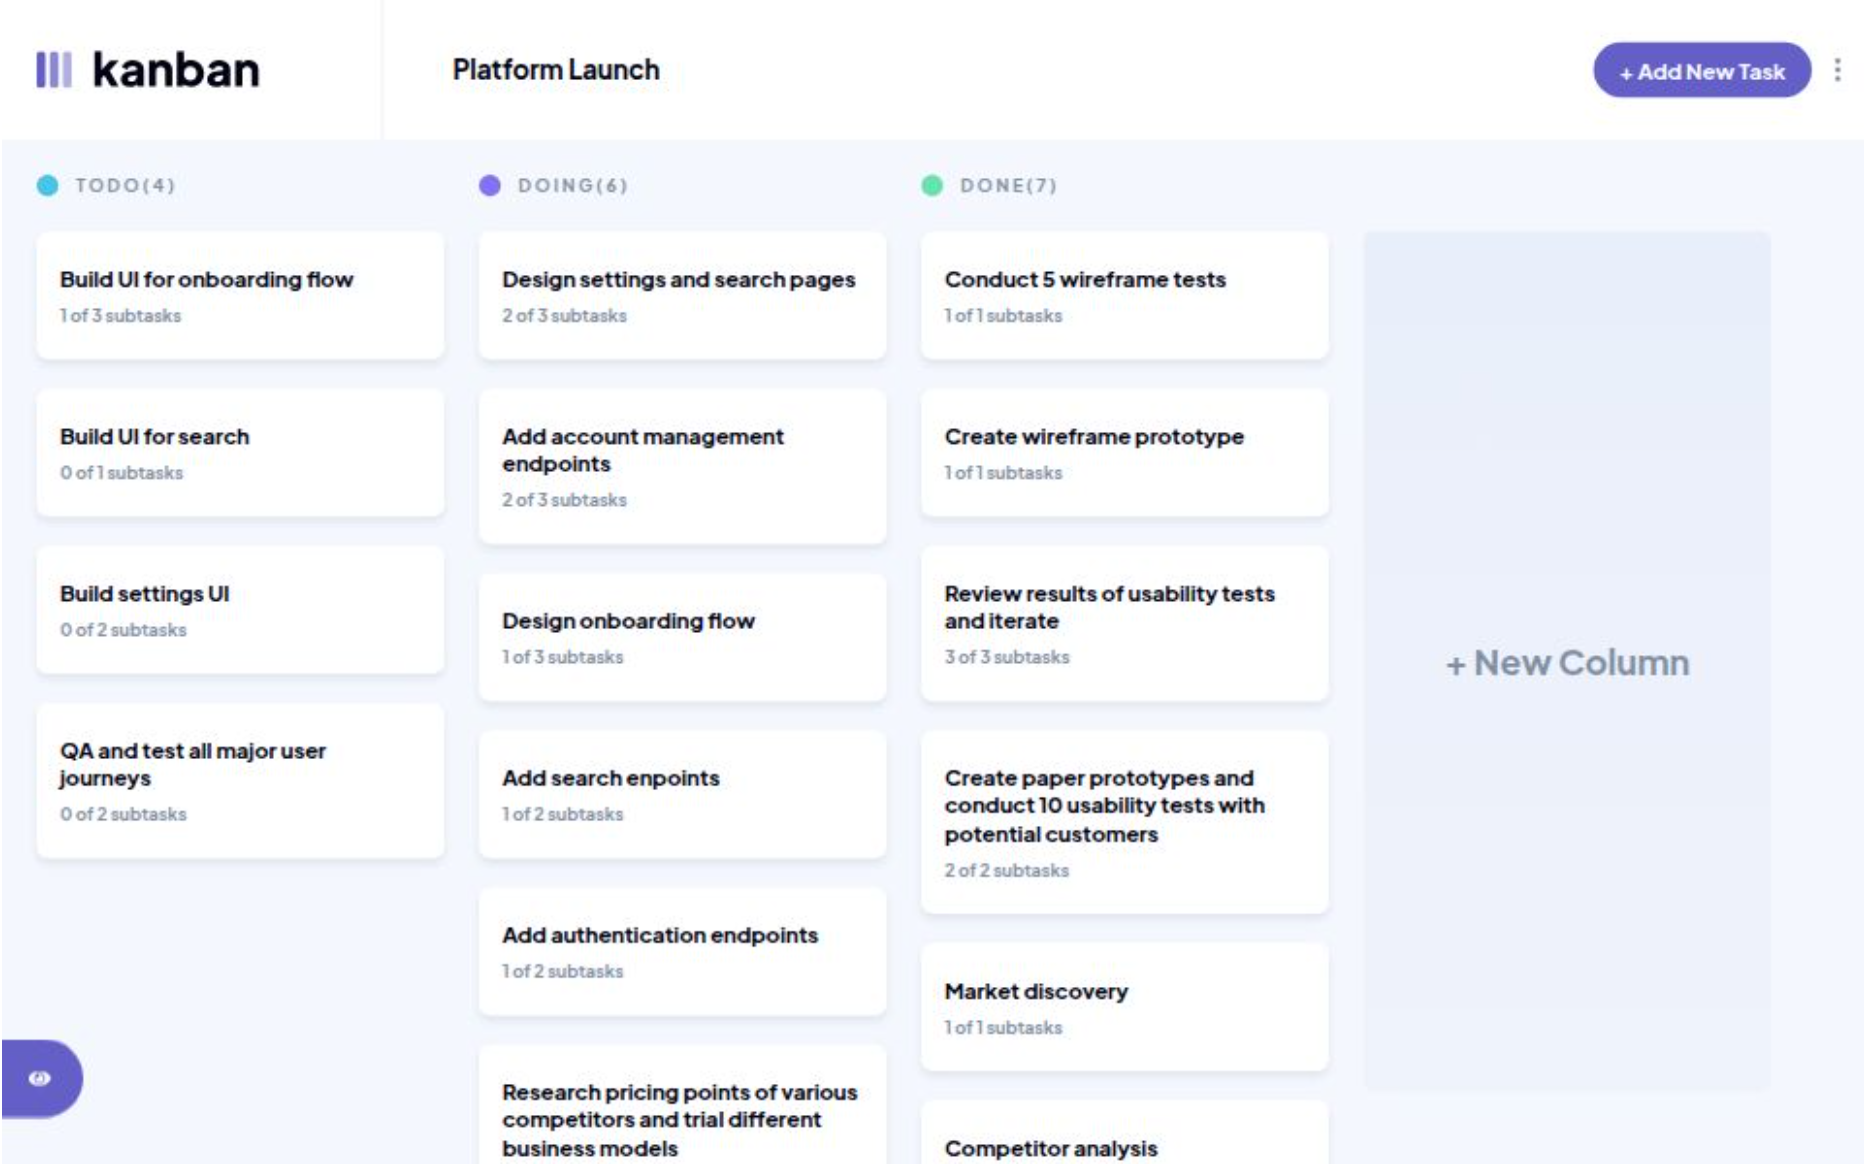 kanban
Platform Launch
+ Add New Task
TODO(4)
Build UI for onboarding flow
1 of 3 subtasks
Build UI for search
0 of 1 subtasks
Build settings UI
0 of 2 subtasks
QA and test all major user
journeys
0 of 2 subtasks
DOING(6)
Design settings and search pages
2 of 3 subtasks
Add account management
endpoints
2 of 3 subtasks
Design onboarding flow
1 of 3 subtasks
Add search enpoints
1 of 2 subtasks
Add authentication endpoints
1 of 2 subtasks
Research pricing points of various
competitors and trial different
business models
DONE(7)
Conduct 5 wireframe tests
1 of 1 subtasks
Create wireframe prototype
1 of 1 subtasks
Review results of usability tests
and iterate
3 of 3 subtasks
Create paper prototypes and
conduct 10 usability tests with
potential customers
2 of 2 subtasks
Market discovery
1 of 1 subtasks
Competitor analysis
+ New Column